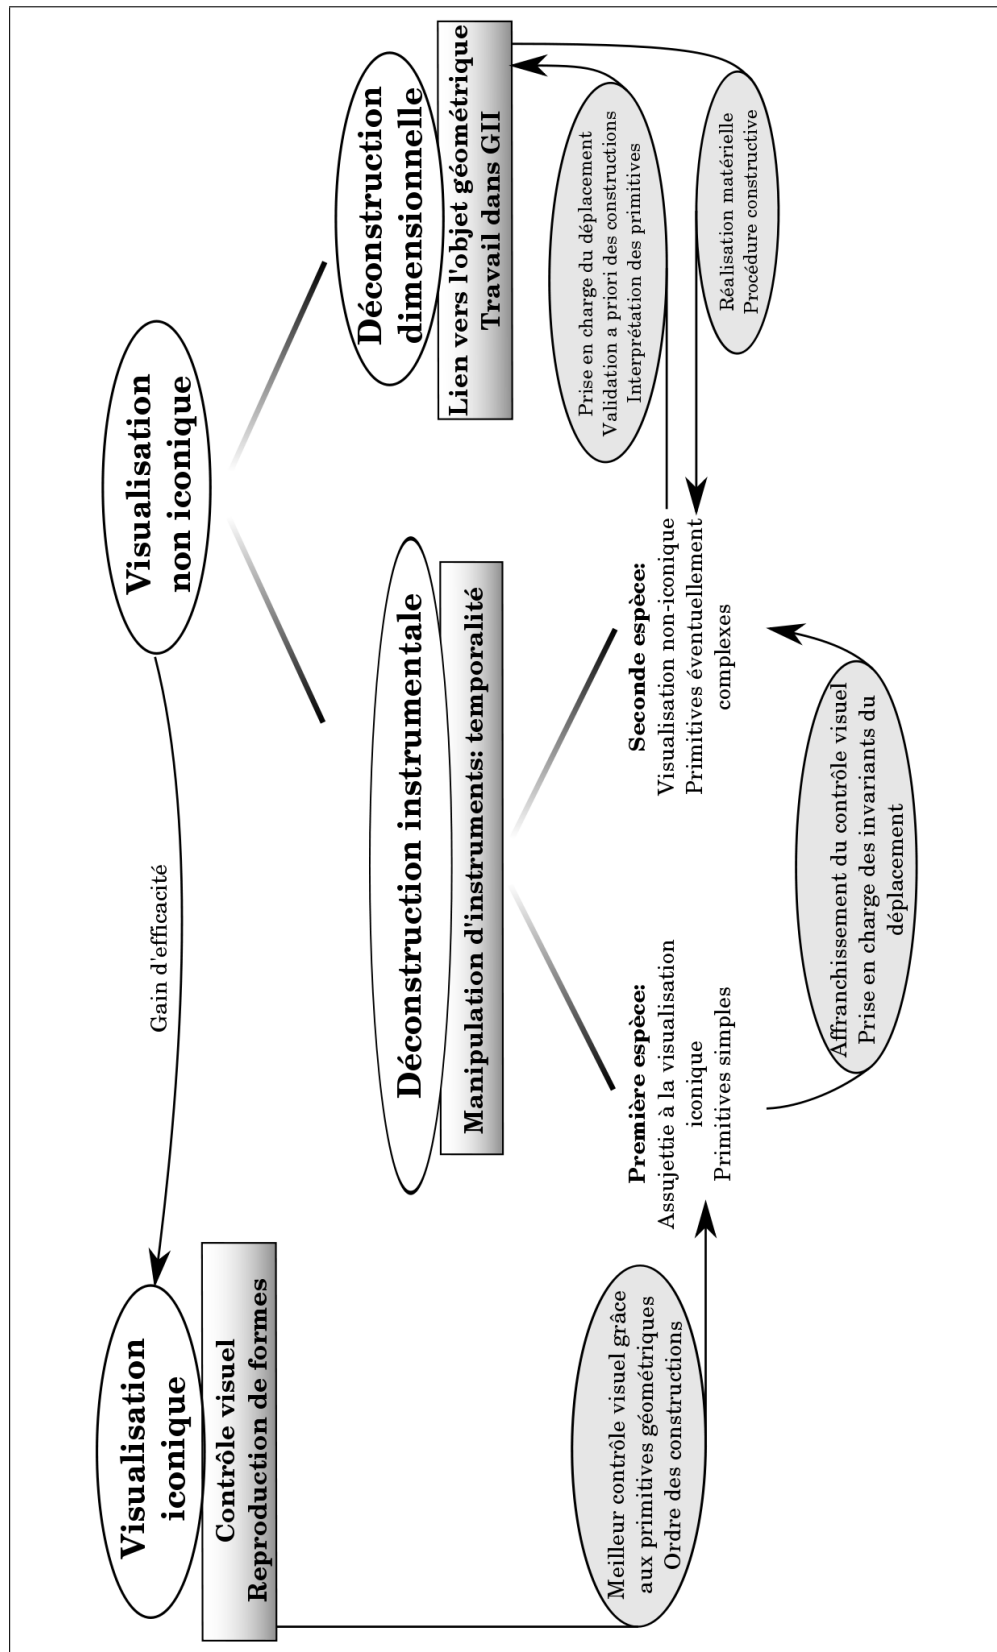 Visualisation
iconique
Contrôle visuel
Reproduction de formes
Gain d'efficacité
Visualisation
non iconique
Déconstruction instrumentale
Manipulation d'instruments: temporalité
Déconstruction
dimensionnelle
Lien vers l'objet géométrique
Travail dans GII
Première espèce:
Assujettie à la visualisation
iconique
Primitives simples
Seconde espèce:
Visualisation non-iconique
Primitives éventuellement
complexes
Meilleur contrôle visuel grâce
aux primitives géométriques
Ordre des constructions
Affranchissement du contrôle visuel
Prise en charge des invariants du
déplacement
Prise en charge du déplacement
Validation a priori des constructions
Interprétation des primitives
Réalisation matérielle
Procédure constructive